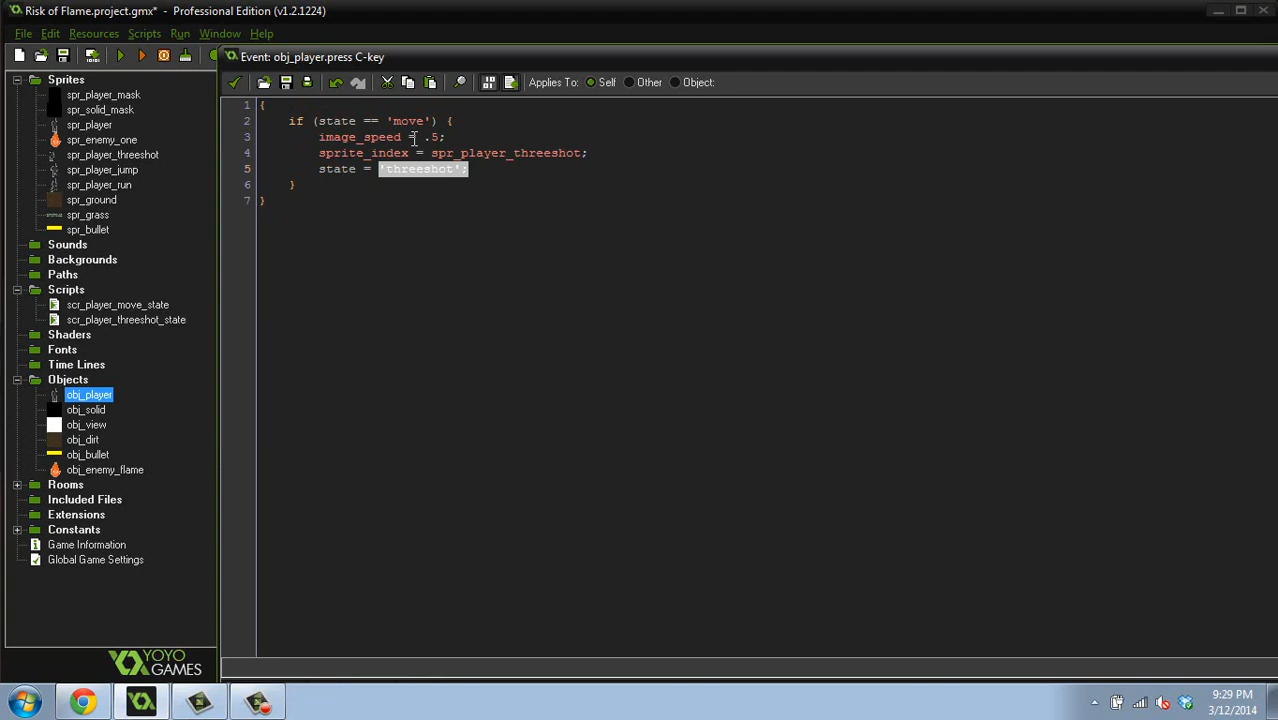 Risk of Flame.project.gmx* - Professional Edition (v1.2.1224)
File Edit Resources Scripts Run Window Help
Event: obj_player.press C-key
Applies To: Self Other Object:
Sprites
spr_player_mask
spr_solid_mask
spr_player
spr_enemy_one
spr_player_threeshot
spr_player_jump
spr_player_run
spr_ground
spr_grass
spr_bullet
Sounds
Backgrounds
Paths
Scripts
scr_player_move_state
scr_player_threeshot_state
Shaders
Fonts
Time Lines
Objects
obj_player
obj_solid
obj_view
obj_dirt
obj_bullet
obj_enemy_flame
Rooms
Included Files
Extensions
Constants
Game Information
Global Game Settings
YOYO
GAMES
1 {
2 if (state == 'move') {
3 image_speed = .5;
4 sprite_index = spr_player_threeshot;
5 state = 'threeshot';
6 }
7 }
9:29 PM
3/12/2014